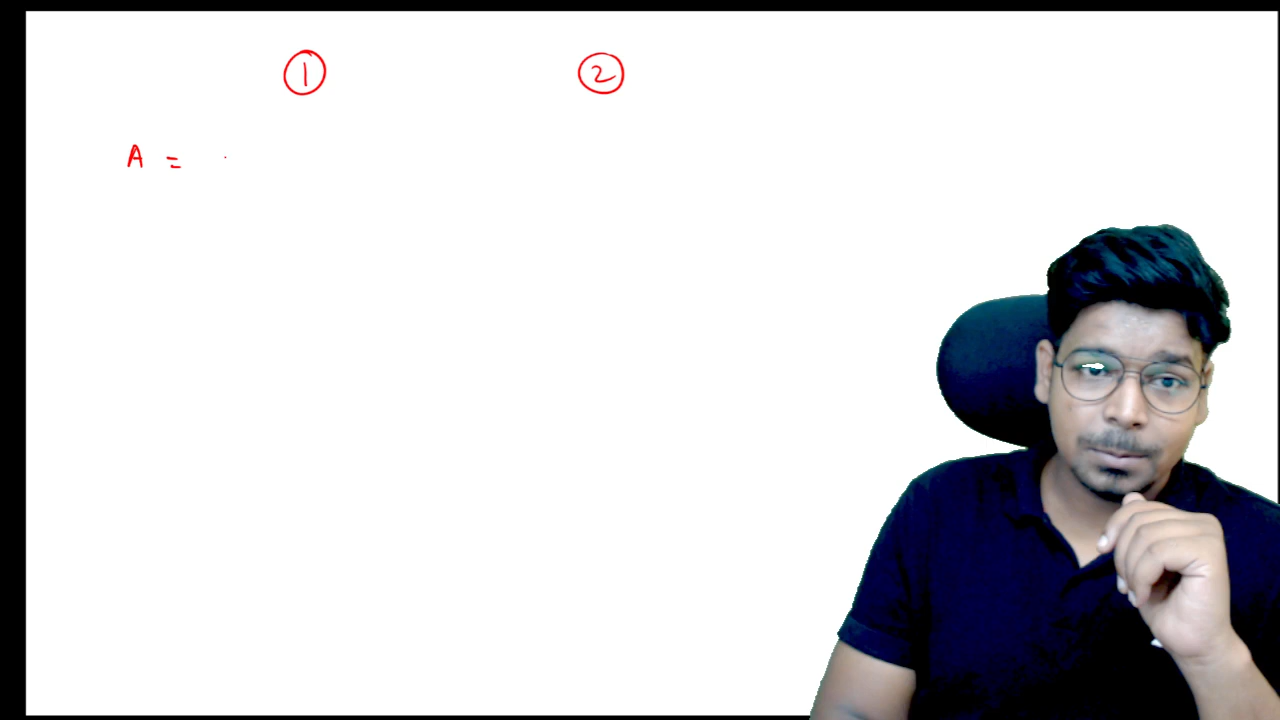 ① ②
A =